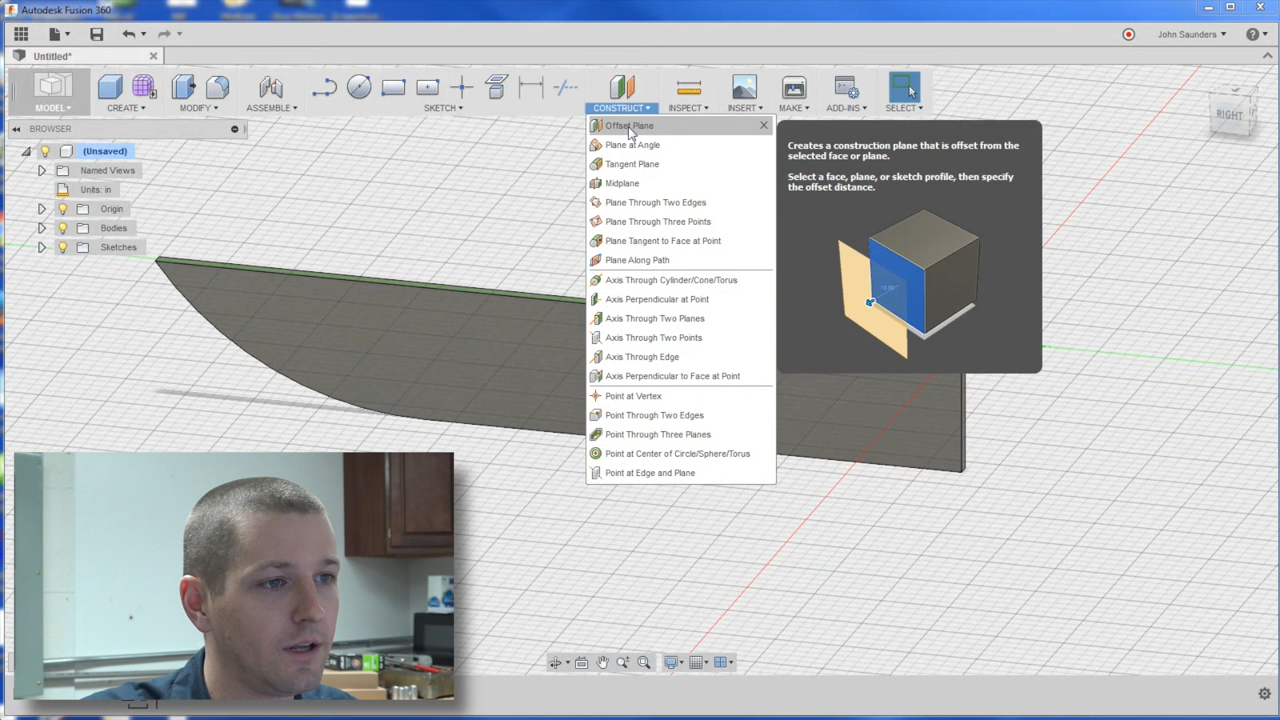 Autodesk Fusion 360
John Saunders
Untitled*
MODEL
CREATE
MODIFY
ASSEMBLE
SKETCH
CONSTRUCT
INSPECT
INSERT
MAKE
ADD-INS
SELECT
BROWSER
(Unsaved)
Named Views
Units: in
Origin
Bodies
Sketches
Offset Plane
Plane at Angle
Tangent Plane
Midplane
Plane Through Two Edges
Plane Through Three Points
Plane Tangent to Face at Point
Plane Along Path
Axis Through Cylinder/Cone/Torus
Axis Perpendicular at Point
Axis Through Two Planes
Axis Through Two Points
Axis Through Edge
Axis Perpendicular to Face at Point
Point at Vertex
Point Through Two Edges
Point Through Three Planes
Point at Center of Circle/Sphere/Torus
Point at Edge and Plane
Creates a construction plane that is offset from the
selected face or plane.
Select a face, plane, or sketch profile, then specify
the offset distance.
RIGHT